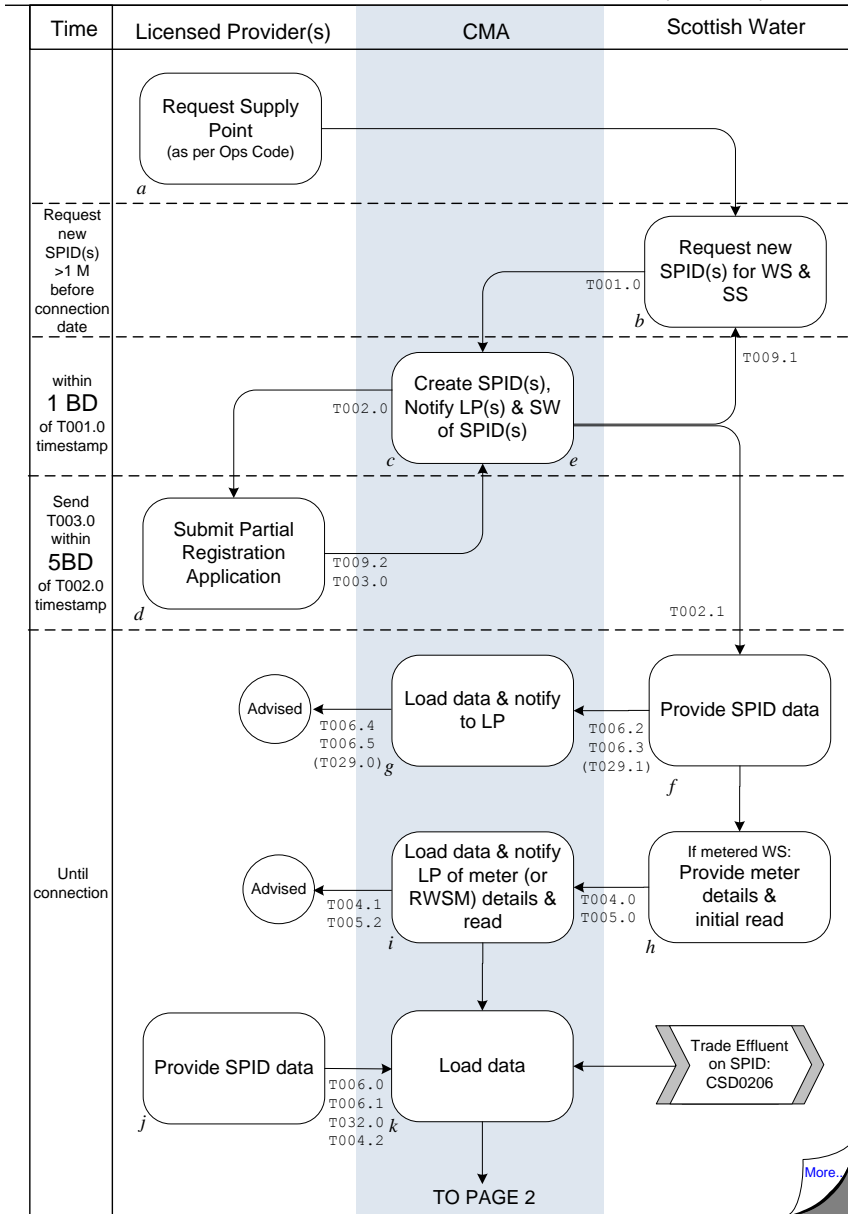 Time
Licensed Provider(s)
CMA
Scottish Water
Request Supply
Point
(as per Ops Code)
a
Request
new
SPID(s)
>1 M
before
connection
date
Request new
SPID(s) for WS &
SS
b
T001.0
T009.1
within
1 BD
of T001.0
timestamp
Create SPID(s),
Notify LP(s) & SW
of SPID(s)
c
e
T002.0
Send
T003.0
within
5BD
of T002.0
timestamp
Submit Partial
Registration
Application
d
T009.2
T003.0
T002.1
Until
connection
Advised
T006.4
T006.5
(T029.0)
Load data & notify
to LP
g
T006.2
T006.3
(T029.1)
Provide SPID data
f
Advised
T004.1
T005.2
Load data & notify
LP of meter (or
RWSM) details &
read
i
T004.0
T005.0
If metered WS:
Provide meter
details &
initial read
h
Provide SPID data
j
T006.0
T006.1
T032.0
T004.2
Load data
k
Trade Effluent
on SPID:
CSD0206
TO PAGE 2
More..